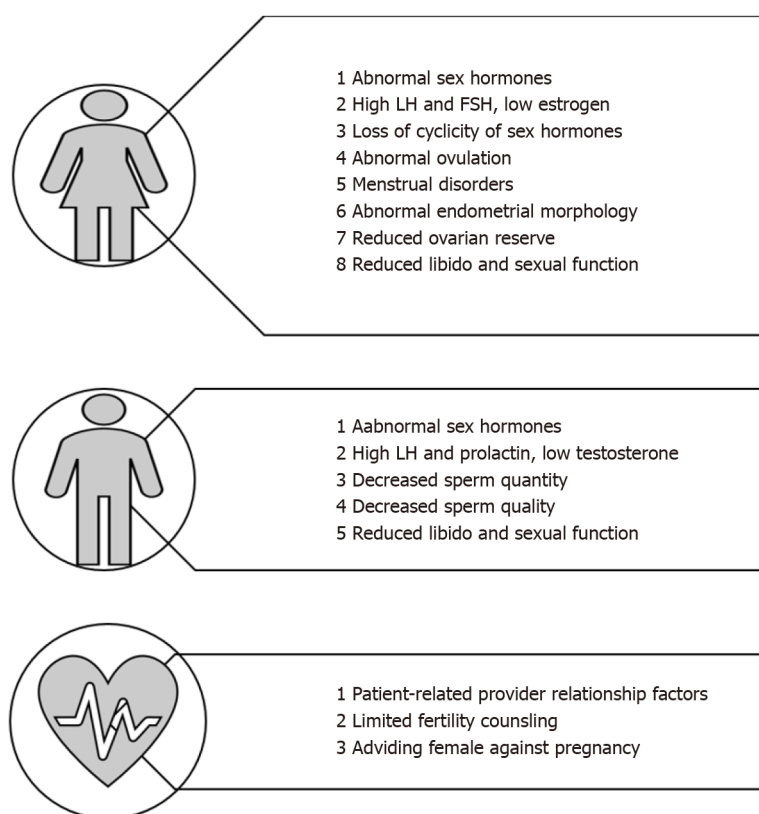 1 Abnormal sex hormones
2 High LH and FSH, low estrogen
3 Loss of cyclicity of sex hormones
4 Abnormal ovulation
5 Menstrual disorders
6 Abnormal endometrial morphology
7 Reduced ovarian reserve
8 Reduced libido and sexual function
1 Aabnormal sex hormones
2 High LH and prolactin, low testosterone
3 Decreased sperm quantity
4 Decreased sperm quality
5 Reduced libido and sexual function
1 Patient-related provider relationship factors
2 Limited fertility counsling
3 Adviding female against pregnancy